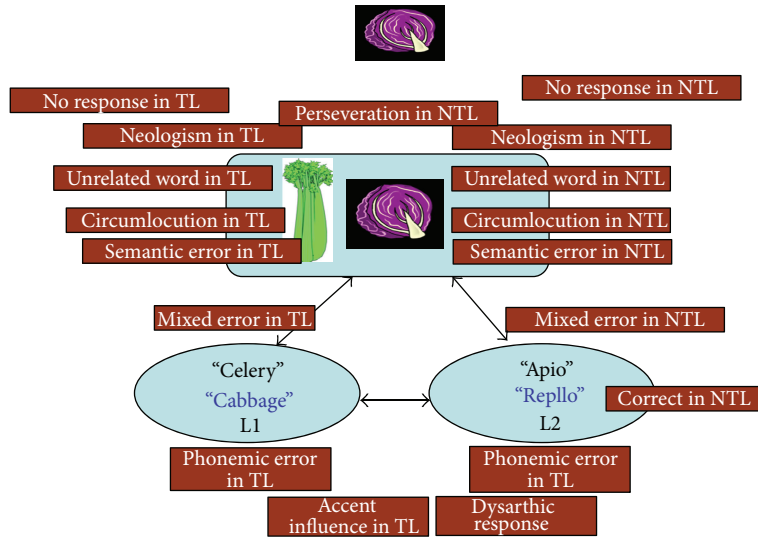 No response in TL
No response in NTL
Perseveration in NTL
Neologism in TL
Neologism in NTL
Unrelated word in TL
Unrelated word in NTL
Circumlocution in TL
Circumlocution in NTL
Semantic error in TL
Semantic error in NTL
Mixed error in TL
Mixed error in NTL
“Celery”
“Cabbage”
L1
“Apio”
“Repllo”
L2
Correct in NTL
Phonemic error
in TL
Phonemic error
in TL
Accent
influence in TL
Dysarthic
response